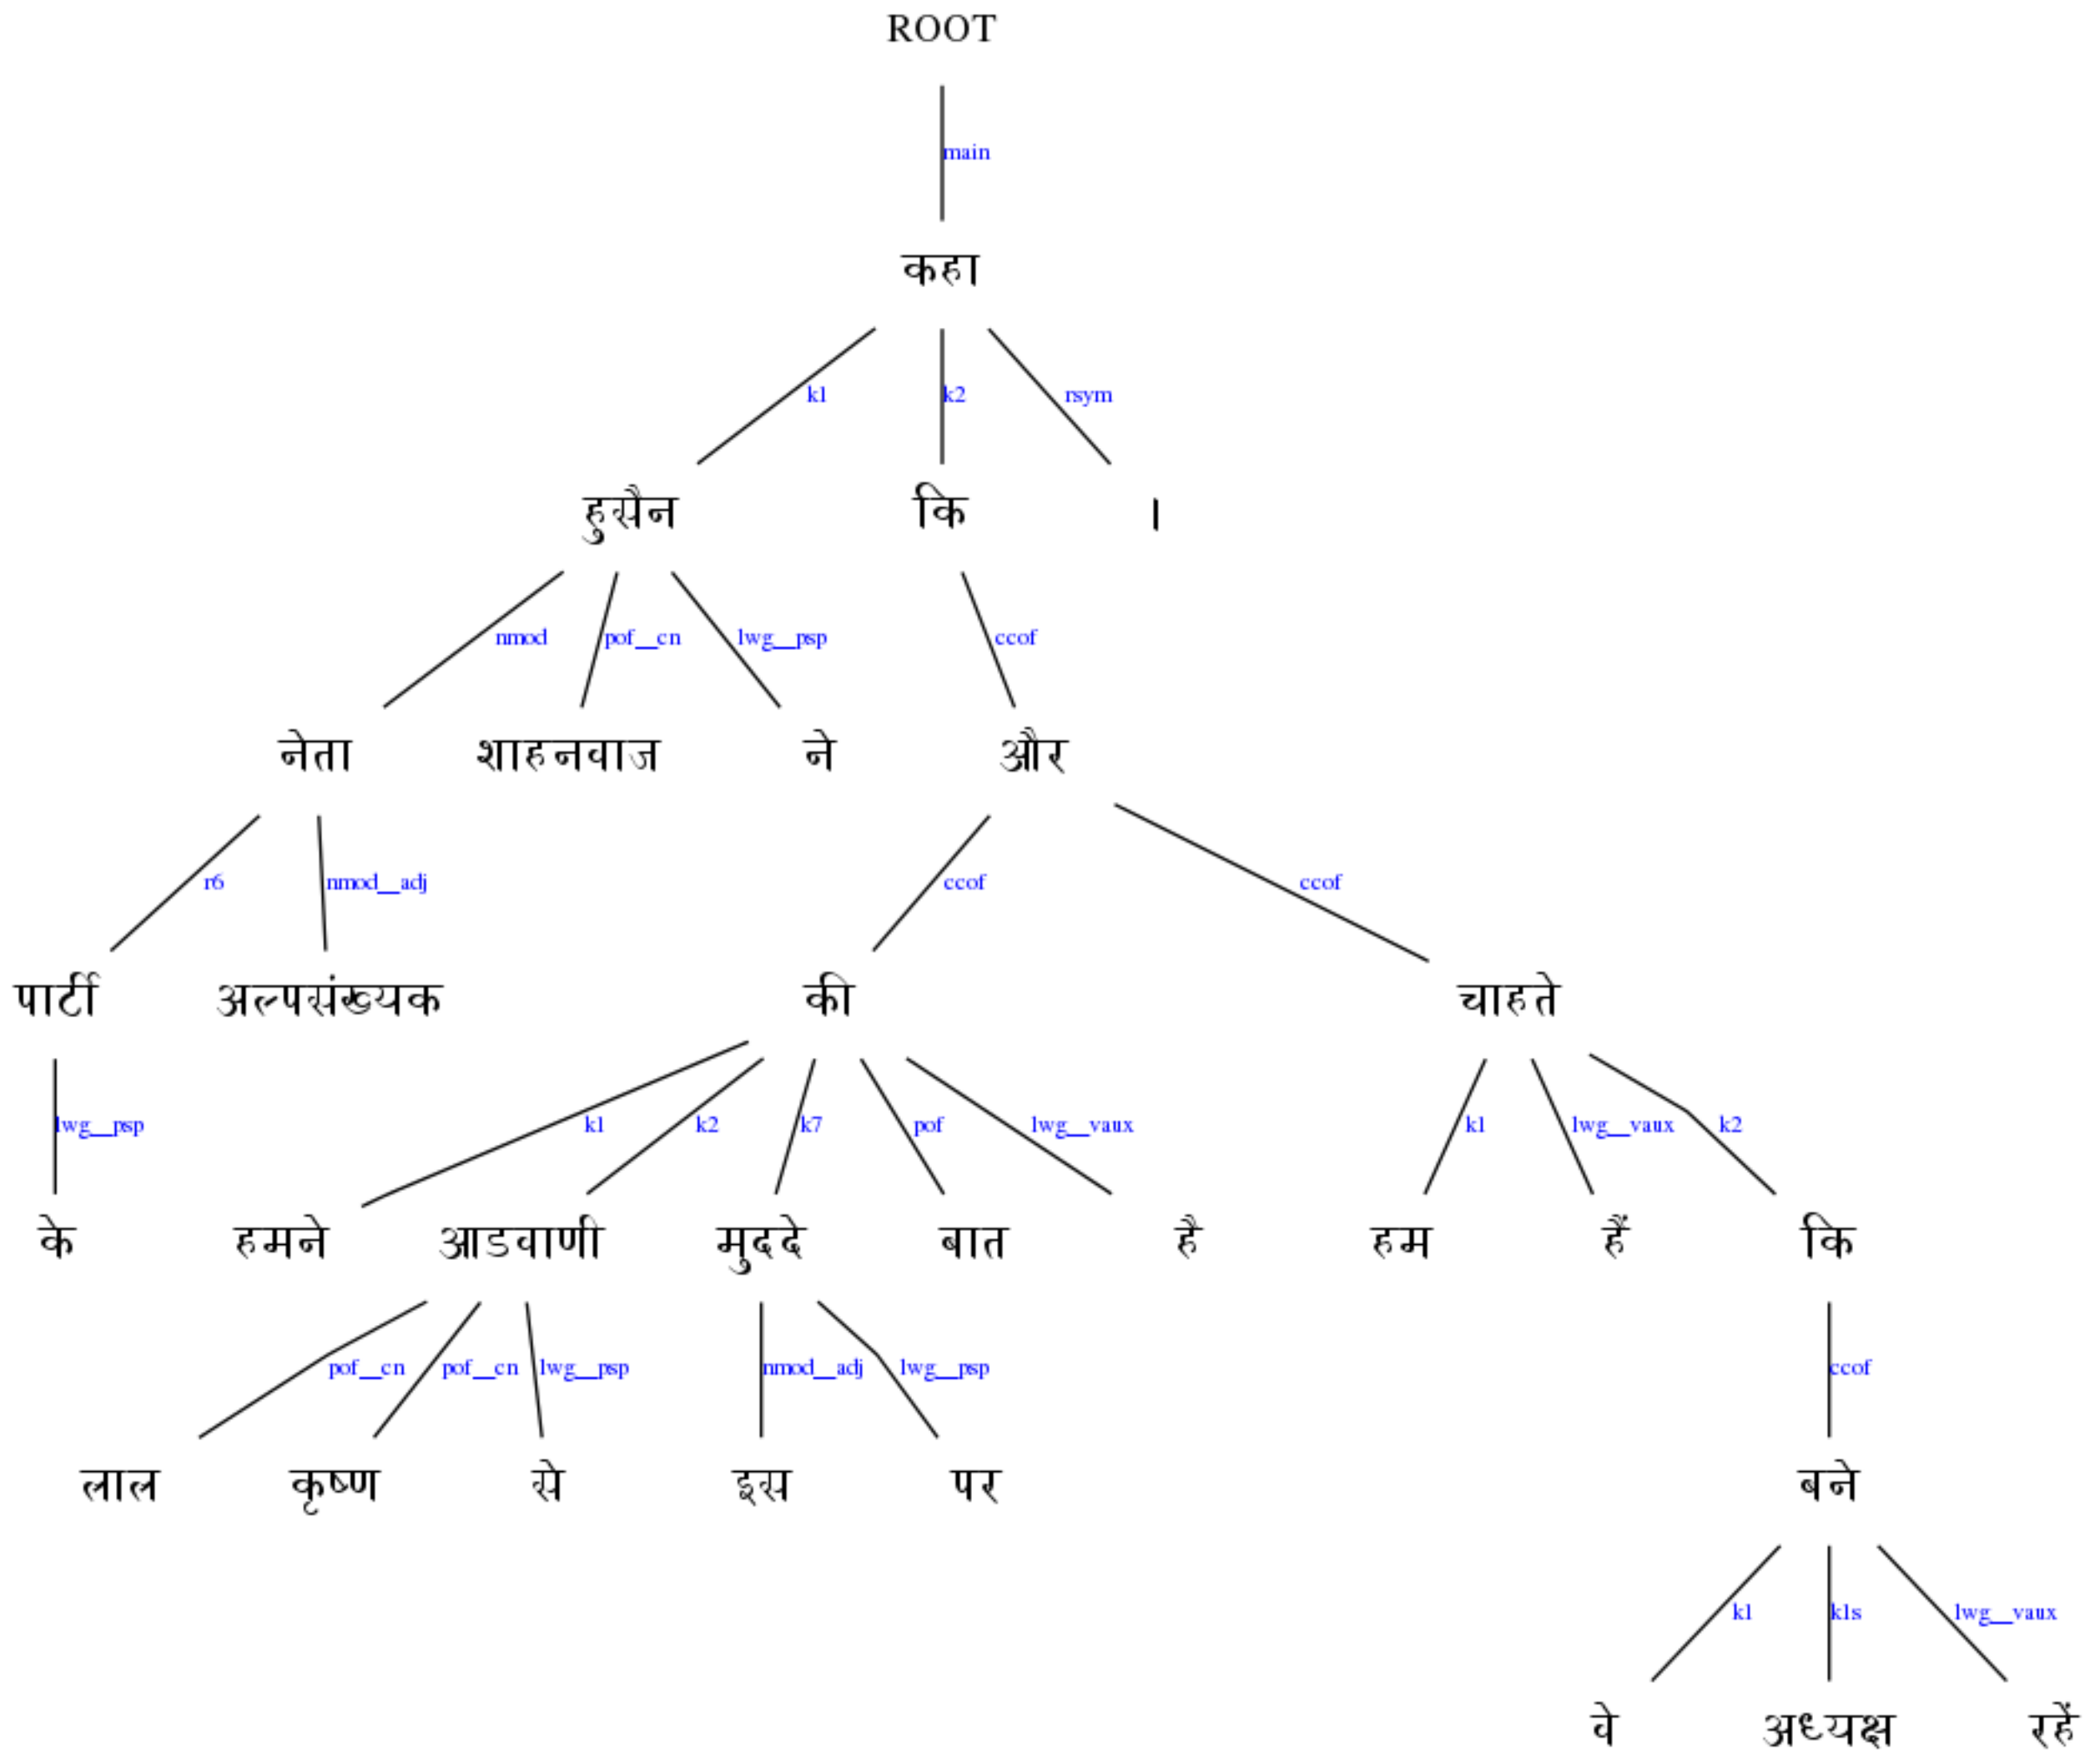 ROOT
main
कहा
k1 k2 rsym
हुसैन कि ।
nmod pof__cn lwg__psp ccof
नेता शाहनवाज ने और
r6 nmod__adj ccof ccof
पार्टी अल्पसंख्यक की चाहते
lwg__psp k1 k2 k7 pof lwg__vaux k1 lwg__vaux k2
के हमने आडवाणी मुददे बात है हम हैं कि
pof__cn pof__cn lwg__psp nmod__adj lwg__psp ccof
लाल कृष्ण से इस पर बने
k1 k1s lwg__vaux
वे अध्यक्ष रहें